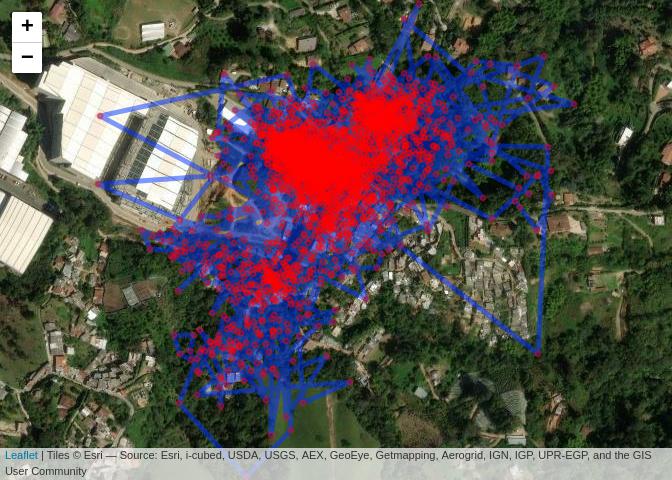 +
−
Leaflet | Tiles © Esri — Source: Esri, i-cubed, USDA, USGS, AEX, GeoEye, Getmapping, Aerogrid, IGN, IGP, UPR-EGP, and the GIS
User Community